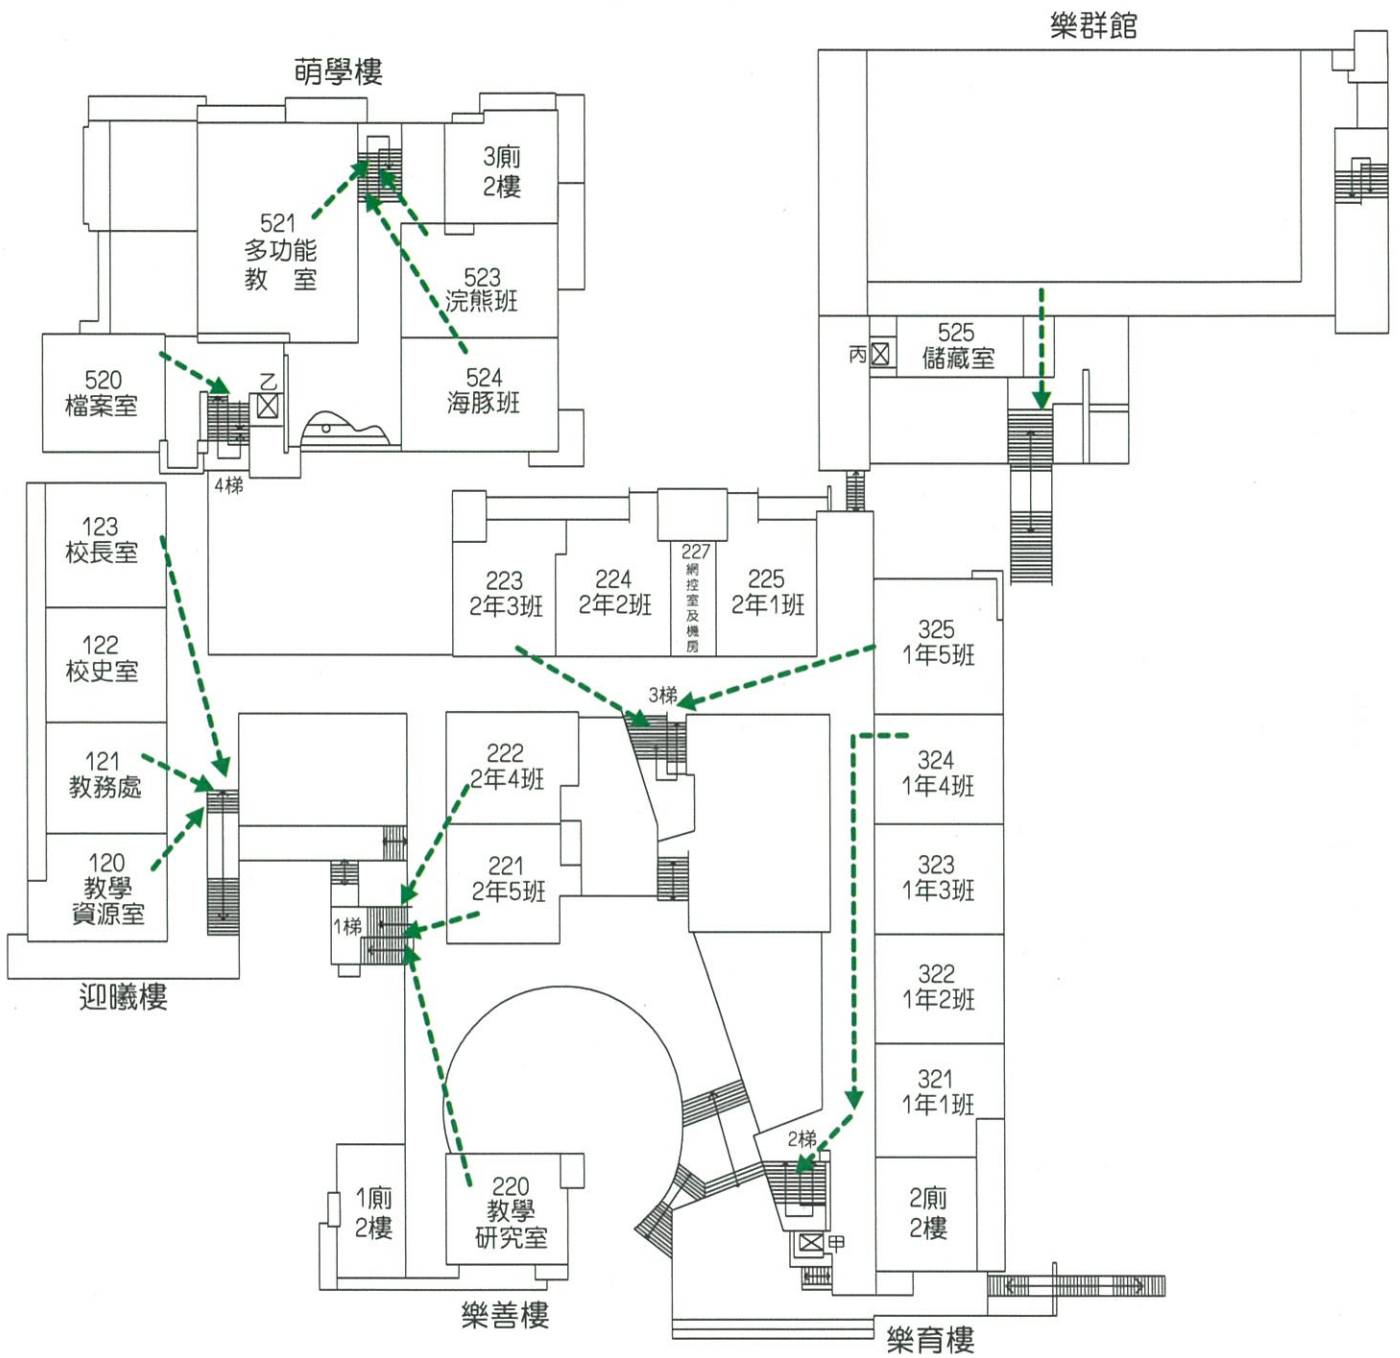 樂群館
萌學樓
3廁
2樓
521
多功能
教 室
523
浣熊班
525
儲藏室
丙
520
檔案室
乙
524
海豚班
4梯
123
校長室
223
2年3班
224
2年2班
227
網
控
室
及
機
房
225
2年1班
325
1年5班
122
校史室
3梯
121
教務處
222
2年4班
324
1年4班
120
教學
資源室
221
2年5班
323
1年3班
1梯
迎曦樓
322
1年2班
321
1年1班
2梯
1廁
2樓
220
教學
研究室
2廁
2樓
甲
樂善樓
樂育樓